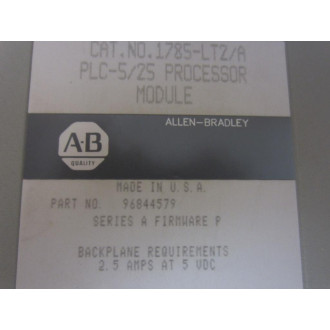 CAT.NO.1785-LT2/A
PLC-5/25 PROCESSOR
MODULE
ALLEN-BRADLEY
A-B
QUALITY
MADE IN U.S.A.
PART NO. 96844579
SERIES A FIRMWARE P
BACKPLANE REQUIREMENTS
2.5 AMPS AT 5 VDC